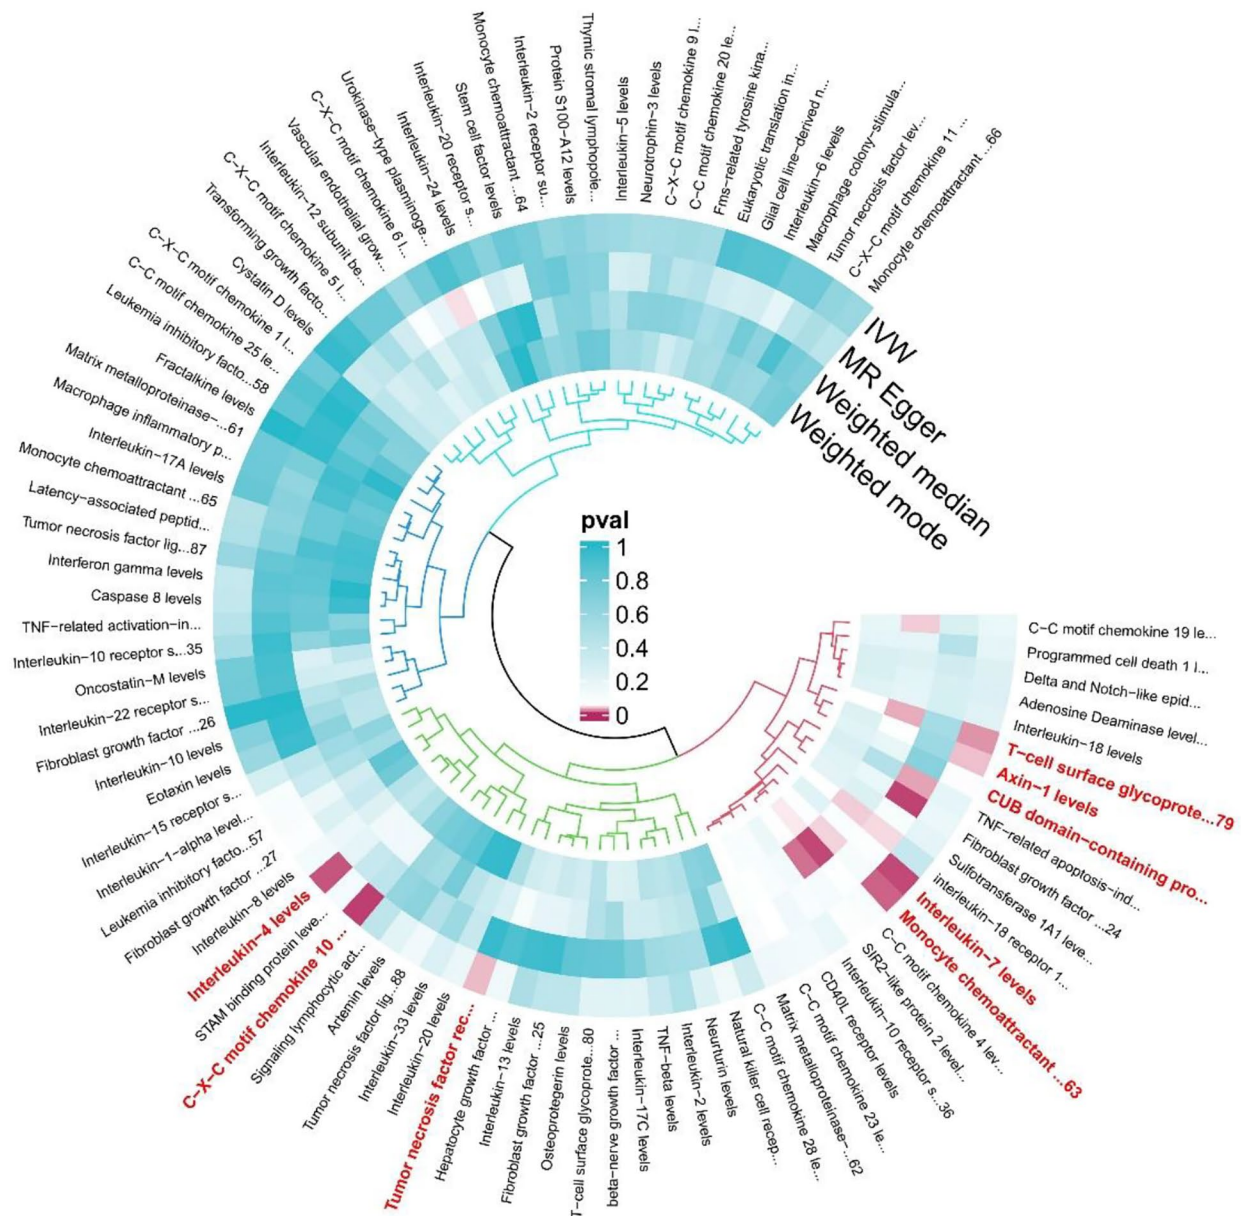 Monocyte chemoattractant ...64
Interleukin−2 receptor su...
Protein S100−A12 levels
Thymic stromal lymphopole...
Interleukin−5 levels
Neurotrophin−3 levels
C−X−C motif chemokine 9 l...
C−C motif chemokine 20 le...
Fms−related tyrosine kina...
Eukaryotic translation in...
Glial cell line−derived n...
Interleukin−6 levels
Macrophage colony−stimula...
Tumor necrosis factor lev...
C−X−C motif chemokine 11 ...
Monocyte chemoattractant ...66
IVW
MR Egger
Weighted median
Weighted mode
pval
1
0.8
0.6
0.4
0.2
0
C−C motif chemokine 19 le...
Programmed cell death 1 l...
Delta and Notch−like epid...
Adenosine Deaminase level...
Interleukin−18 levels
T−cell surface glycoprote...79
Axin−1 levels
CUB domain−containing pro...
TNF−related apoptosis−ind...
Fibroblast growth factor ...24
Sulfotransferase 1A1 leve...
interleukin−18 receptor 1...
Interleukin−7 levels
Monocyte chemoattractant ...63
C−C motif chemokine 4 lev...
SIR2−like protein 2 level...
Interleukin−10 receptor s...36
CD40L receptor levels
C−C motif chemokine 23 le...
Matrix metalloproteinase−...62
C−C motif chemokine 28 le...
Natural killer cell recep...
Neurturin levels
Interleukin−2 levels
TNF−beta levels
Interleukin−17C levels
beta−nerve growth factor ...
T−cell surface glycoprote...80
Osteoprotegerin levels
Fibroblast growth factor ...25
Interleukin−13 levels
Hepatocyte growth factor ...
Tumor necrosis factor rec...
Interleukin−20 levels
Interleukin−33 levels
Tumor necrosis factor lig...88
Artemin levels
Signaling lymphocytic act...
C−X−C motif chemokine 10 ...
STAM binding protein leve...
Interleukin−4 levels
Interleukin−8 levels
Fibroblast growth factor ...27
Leukemia inhibitory facto...57
Interleukin−1−alpha level...
Interleukin−15 receptor s...
Eotaxin levels
Interleukin−10 levels
Fibroblast growth factor ...26
Interleukin−22 receptor s...
Oncostatin−M levels
Interleukin−10 receptor s...35
TNF−related activation−in...
Caspase 8 levels
Interferon gamma levels
Tumor necrosis factor lig...87
Latency−associated peptid...
Monocyte chemoattractant ...65
Interleukin−17A levels
Macrophage inflammatory p...
Matrix metalloproteinase−...61
Fractalkine levels
Leukemia inhibitory facto...58
C−C motif chemokine 25 le...
C−X−C motif chemokine 1 l...
Cystatin D levels
Transforming growth facto...
C−X−C motif chemokine 5 l...
Interleukin−12 subunit be...
Vascular endothelial grow...
C−X−C motif chemokine 6 l...
Urokinase−type plasminoge...
Interleukin−24 levels
Interleukin−20 receptor s...
Stem cell factor levels